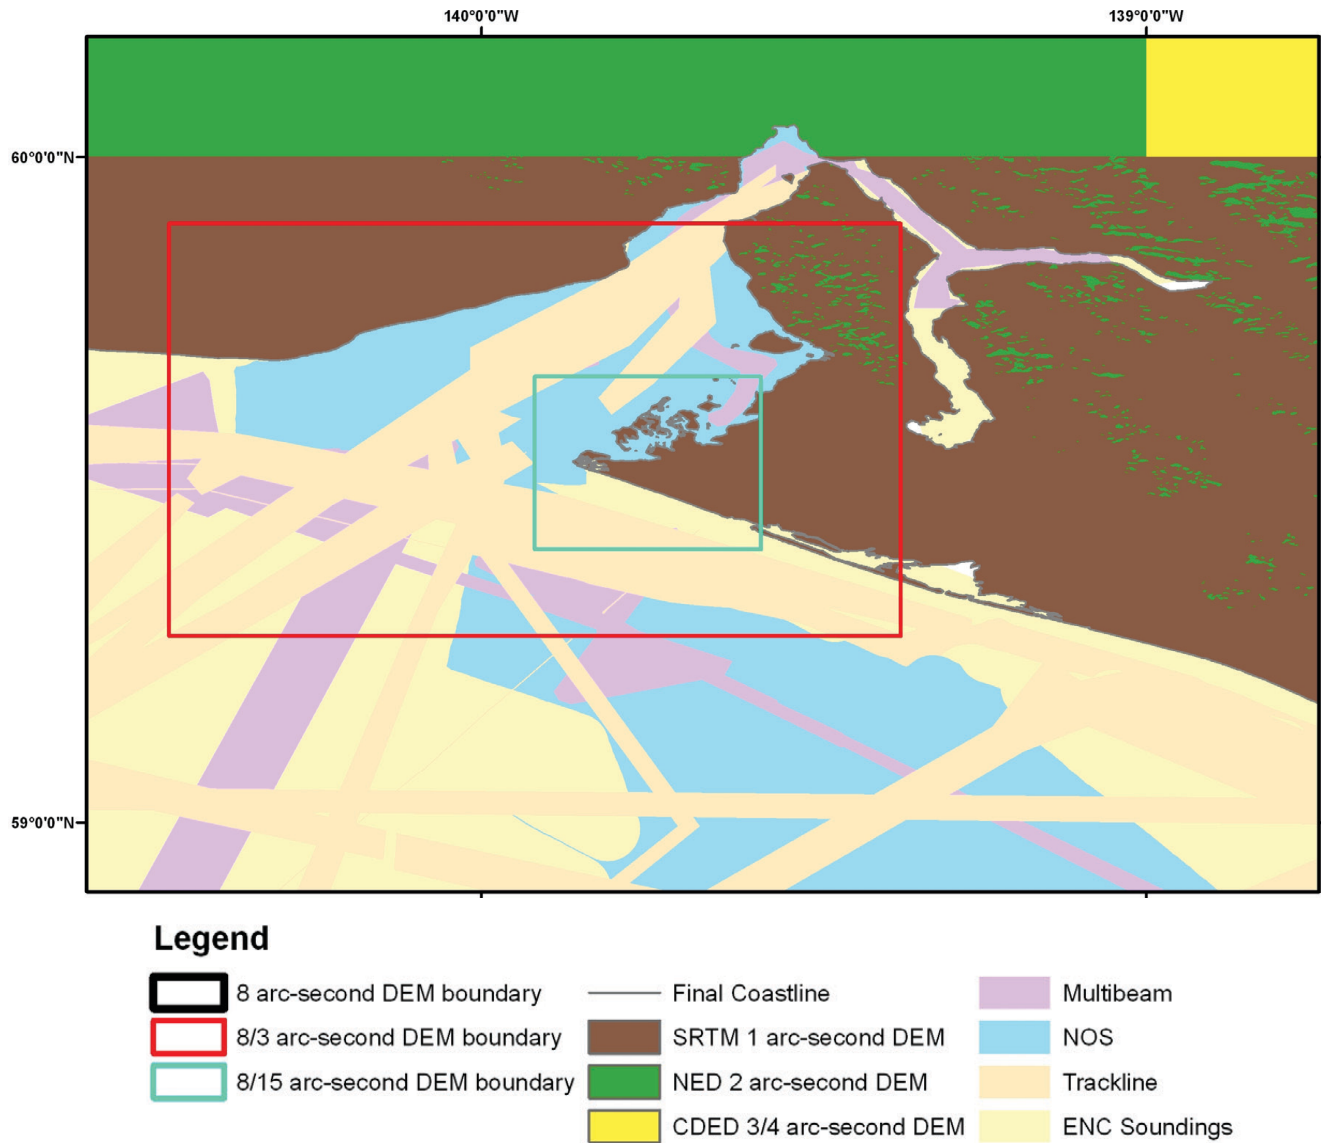 140°0'0"W
139°0'0"W
60°0'0"N
59°0'0"N
Legend
8 arc-second DEM boundary
8/3 arc-second DEM boundary
8/15 arc-second DEM boundary
Final Coastline
SRTM 1 arc-second DEM
NED 2 arc-second DEM
CDED 3/4 arc-second DEM
Multibeam
NOS
Trackline
ENC Soundings